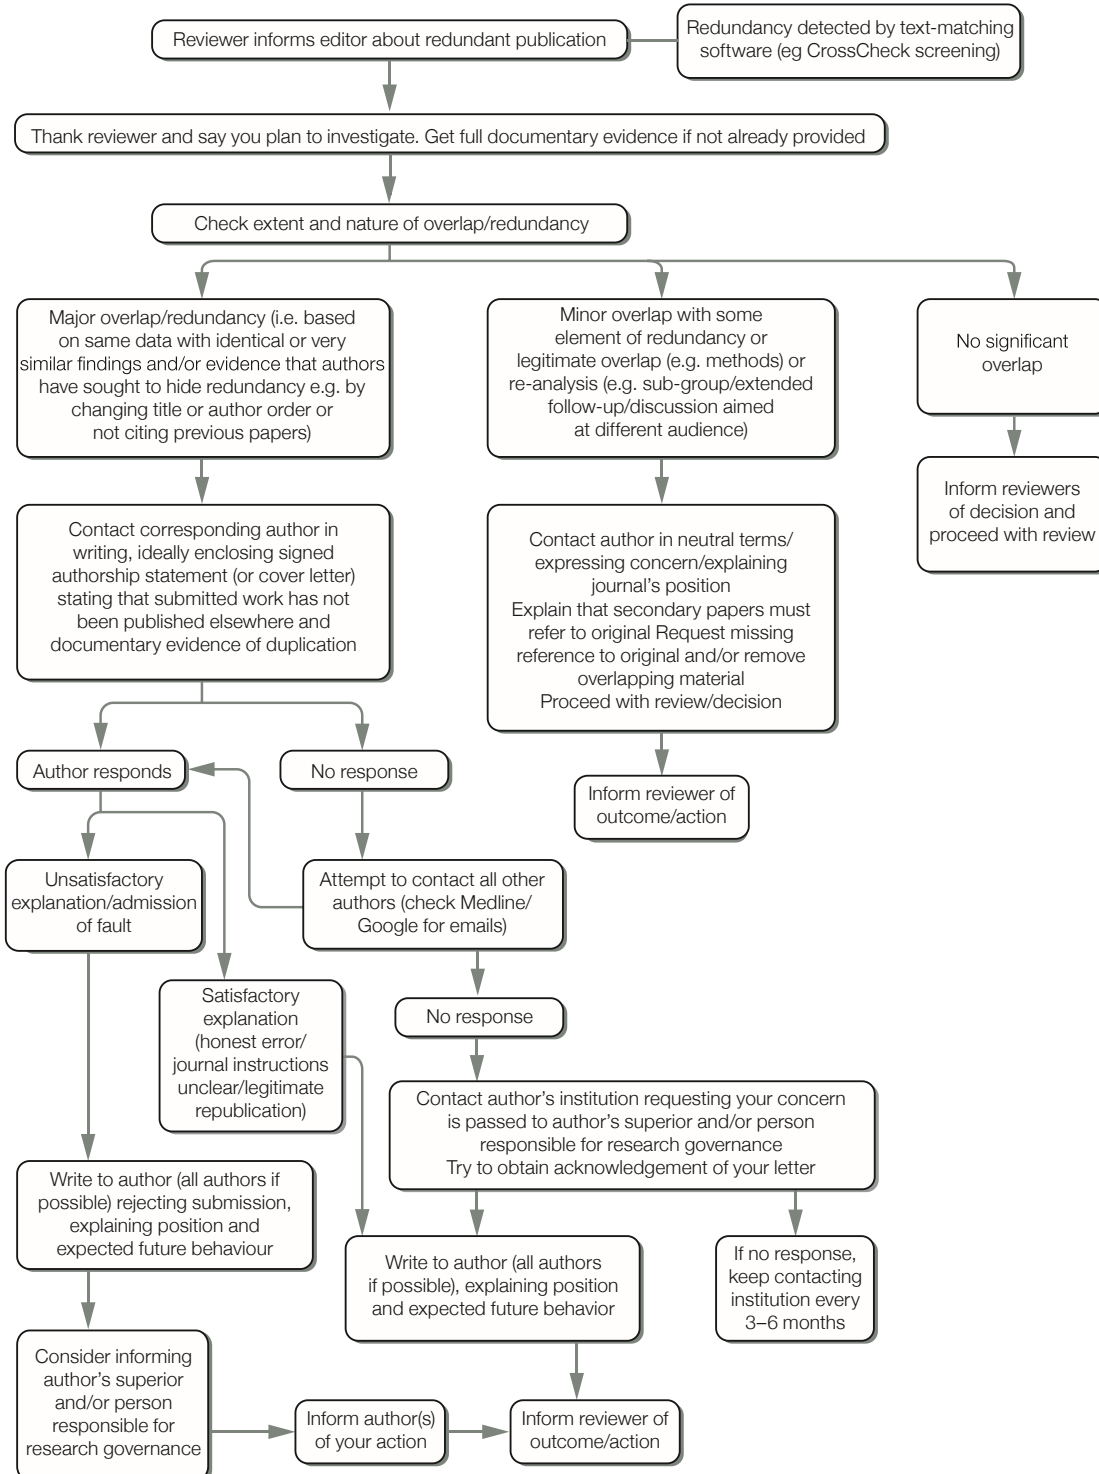 Reviewer informs editor about redundant publication
Redundancy detected by text-matching
software (eg CrossCheck screening)
Thank reviewer and say you plan to investigate. Get full documentary evidence if not already provided
Check extent and nature of overlap/redundancy
Major overlap/redundancy (i.e. based
on same data with identical or very
similar findings and/or evidence that authors
have sought to hide redundancy e.g. by
changing title or author order or
not citing previous papers)
Minor overlap with some
element of redundancy or
legitimate overlap (e.g. methods) or
re-analysis (e.g. sub-group/extended
follow-up/discussion aimed
at different audience)
No significant
overlap
Contact corresponding author in
writing, ideally enclosing signed
authorship statement (or cover letter)
stating that submitted work has not
been published elsewhere and
documentary evidence of duplication
Contact author in neutral terms/
expressing concern/explaining
journal's position
Explain that secondary papers must
refer to original Request missing
reference to original and/or remove
overlapping material
Proceed with review/decision
Inform reviewers
of decision and
proceed with review
Author responds
No response
Inform reviewer of
outcome/action
Unsatisfactory
explanation/admission
of fault
Attempt to contact all other
authors (check Medline/
Google for emails)
Satisfactory
explanation
(honest error/
journal instructions
unclear/legitimate
republication)
No response
Contact author's institution requesting your concern
is passed to author's superior and/or person
responsible for research governance
Try to obtain acknowledgement of your letter
Write to author (all authors if
possible) rejecting submission,
explaining position and
expected future behaviour
Write to author (all authors
if possible), explaining position
and expected future behavior
If no response,
keep contacting
institution every
3–6 months
Consider informing
author's superior
and/or person
responsible for
research governance
Inform author(s)
of your action
Inform reviewer of
outcome/action